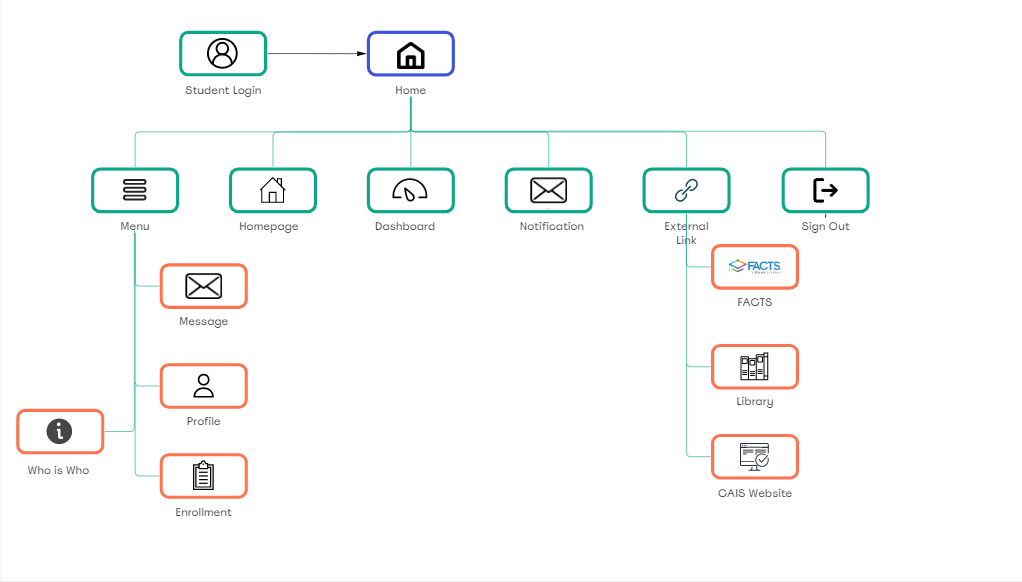 Student Login
Home
Menu
Homepage
Dashboard
Notification
External
Link
Sign Out
FACTS
Message
FACTS
Profile
Library
Who is Who
Enrollment
CAIS Website